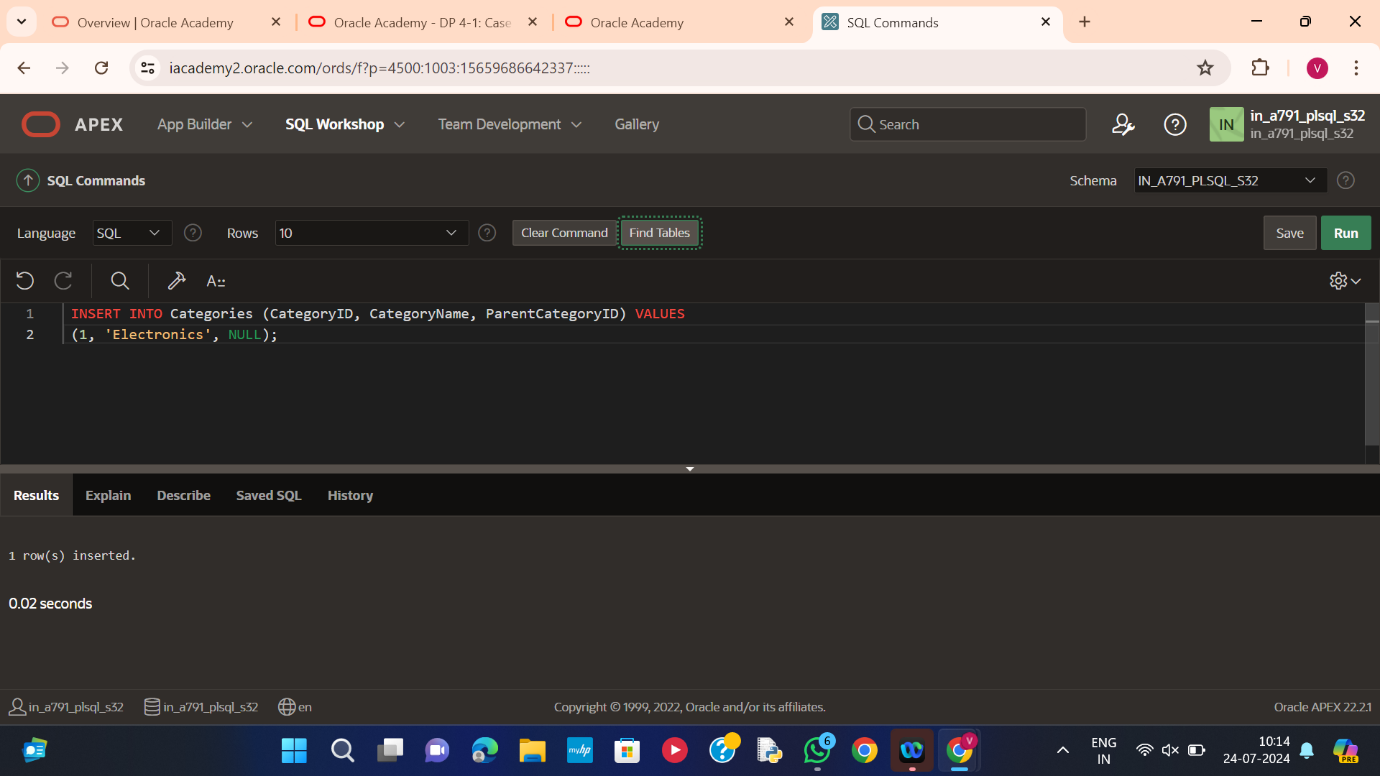 Overview | Oracle Academy
Oracle Academy - DP 4-1: Case
Oracle Academy
SQL Commands
iacademy2.oracle.com/ords/f?p=4500:1003:15659686642337:::::
V
APEX
App Builder
SQL Workshop
Team Development
Gallery
Search
IN
in_a791_plsql_s32
in_a791_plsql_s32
SQL Commands
Schema
IN_A791_PLSQL_S32
Language
SQL
Rows
10
Clear Command
Find Tables
Save
Run
A::
1 INSERT INTO Categories (CategoryID, CategoryName, ParentCategoryID) VALUES
2 (1, 'Electronics', NULL);
Results
Explain
Describe
Saved SQL
History
1 row(s) inserted.
0.02 seconds
in_a791_plsql_s32
in_a791_plsql_s32
en
Copyright © 1999, 2022, Oracle and/or its affiliates.
Oracle APEX 22.2.1
myhp
6
V
ENG
IN
10:14
24-07-2024
PRE